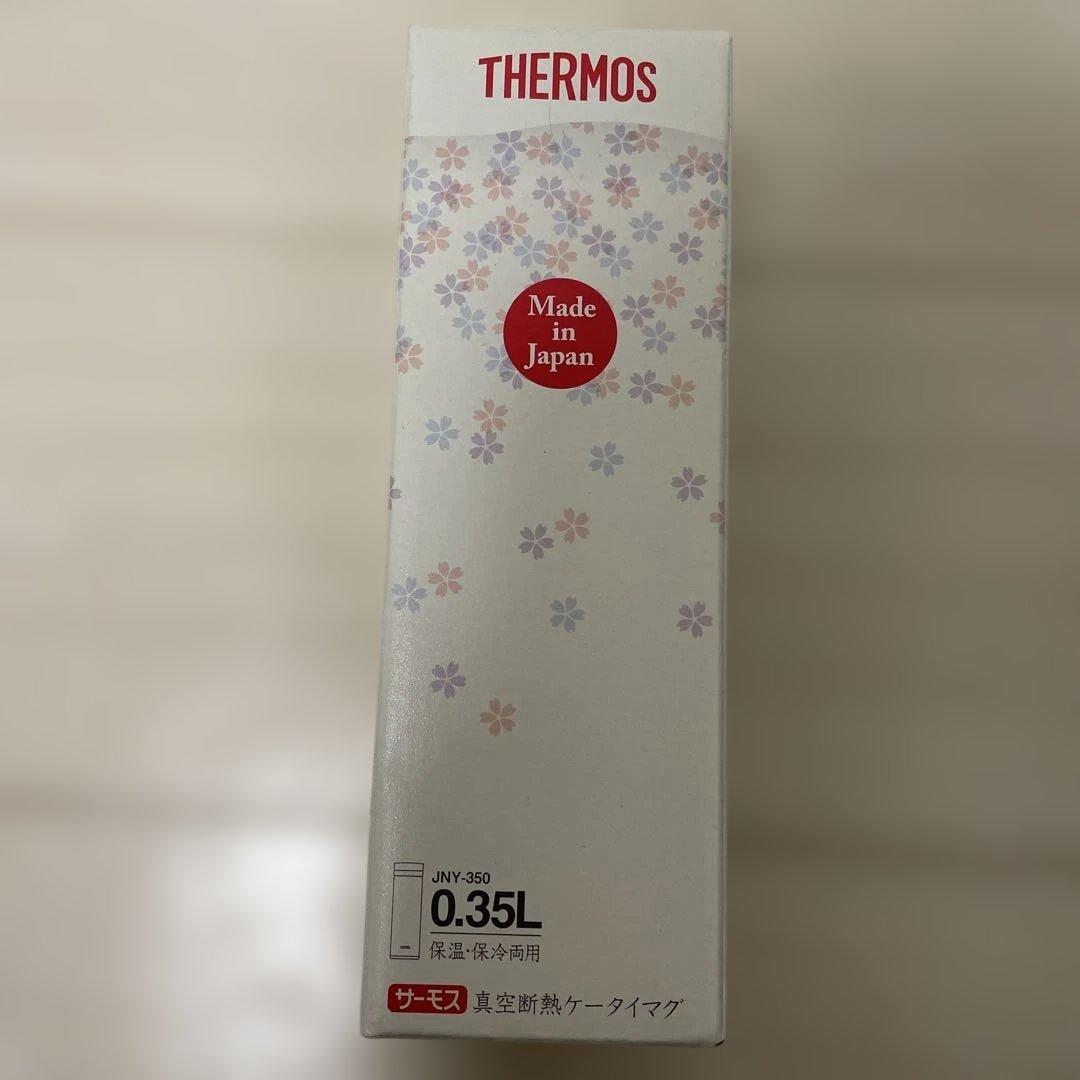 THERMOS
Made
in
Japan
JNY-350
0.35L
保温・保冷両用
サーモス 真空断熱ケータイマグ